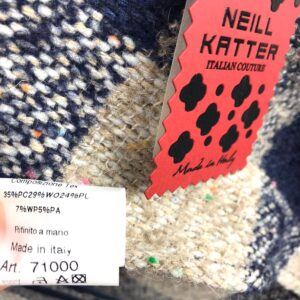 NEILL
KATTER
ITALIAN COUTURE
Made in Italy
Composizione Tex
35%PC29%WO24%PL
7%WP5%PA
Rifinito a mano
Made in italy
Art. 71000